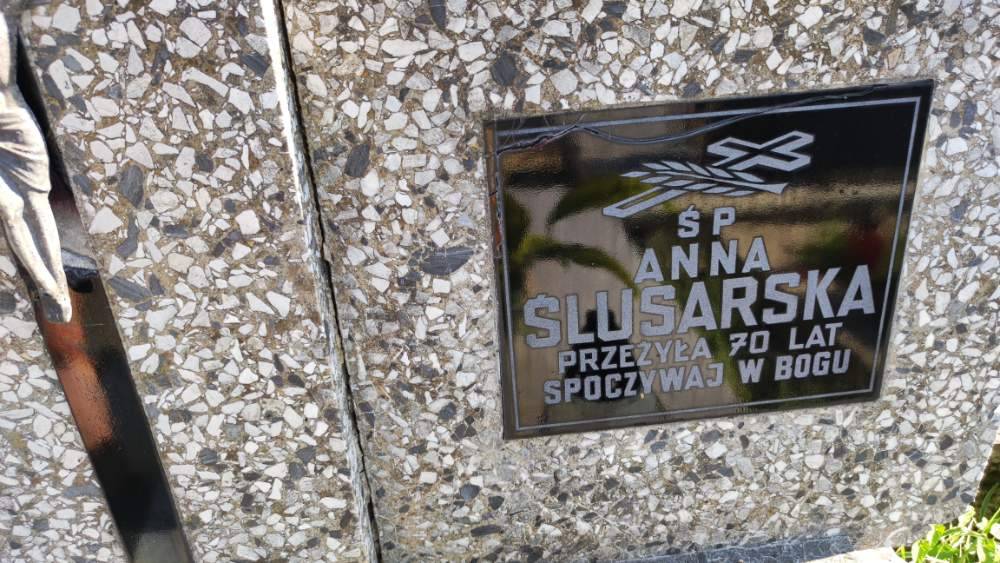 ŚP
ANNA
ŚLUSARSKA
PRZEŻYŁA 70 LAT
SPOCZYWAJ W BOGU